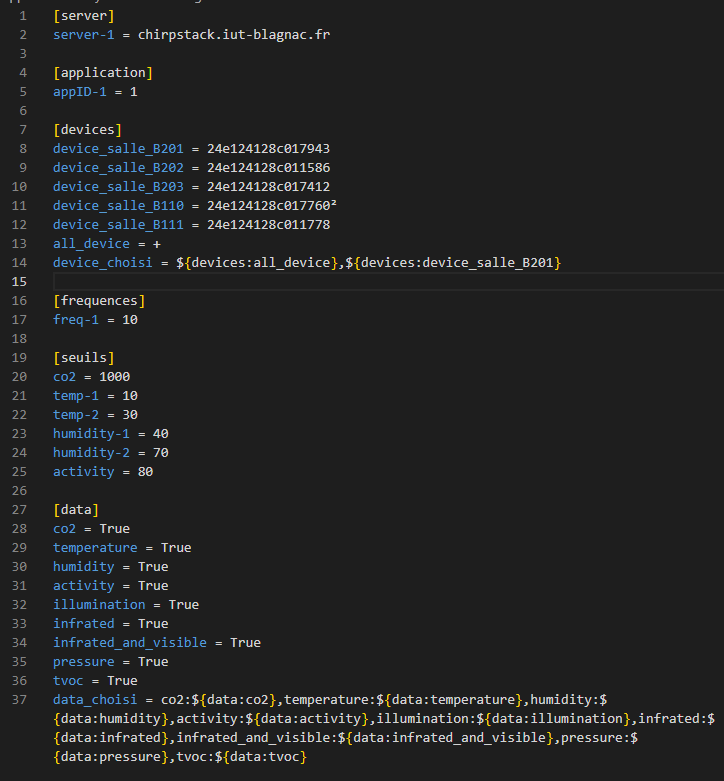 1 [server]
2 server-1 = chirpstack.iut-blagnac.fr
3
4 [application]
5 appID-1 = 1
6
7 [devices]
8 device_salle_B201 = 24e124128c017943
9 device_salle_B202 = 24e124128c011586
10 device_salle_B203 = 24e124128c017412
11 device_salle_B110 = 24e124128c017760²
12 device_salle_B111 = 24e124128c011778
13 all_device = +
14 device_choisi = ${devices:all_device},${devices:device_salle_B201}
15
16 [frequences]
17 freq-1 = 10
18
19 [seuils]
20 co2 = 1000
21 temp-1 = 10
22 temp-2 = 30
23 humidity-1 = 40
24 humidity-2 = 70
25 activity = 80
26
27 [data]
28 co2 = True
29 temperature = True
30 humidity = True
31 activity = True
32 illumination = True
33 infrated = True
34 infrated_and_visible = True
35 pressure = True
36 tvoc = True
37 data_choisi = co2:${data:co2},temperature:${data:temperature},humidity:$
{data:humidity},activity:${data:activity},illumination:${data:illumination},infrated:$
{data:infrated},infrated_and_visible:${data:infrated_and_visible},pressure:$
{data:pressure},tvoc:${data:tvoc}